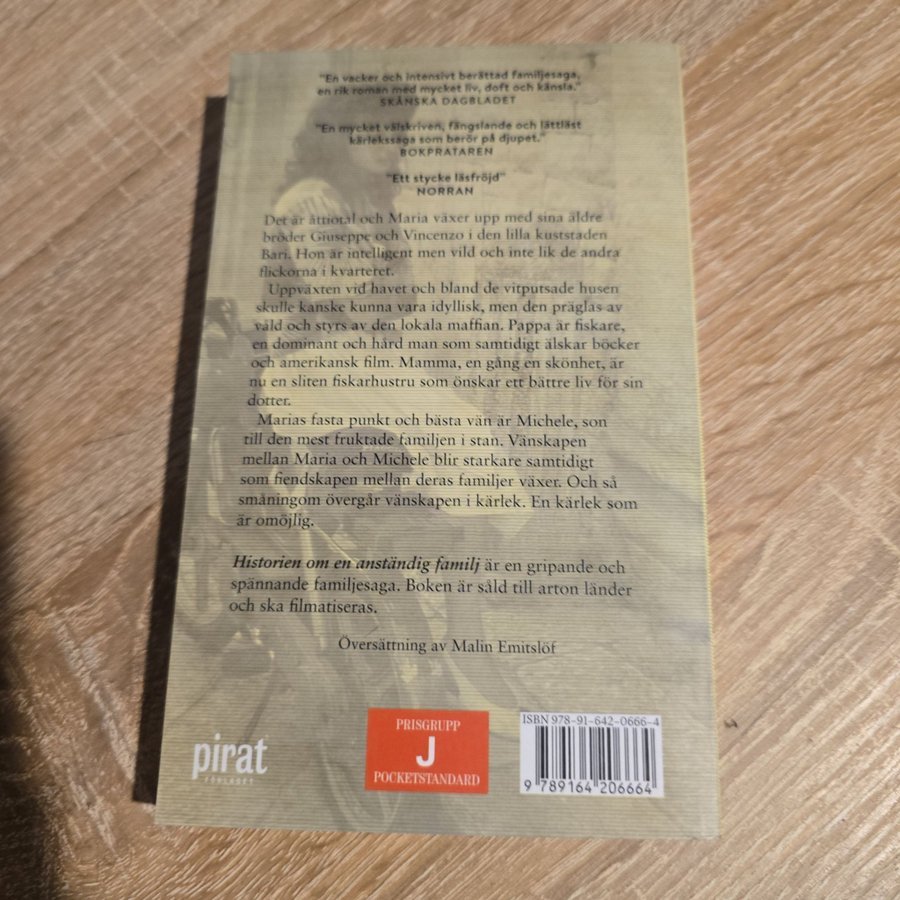 "En vacker och intensivt berättad familjesaga,
en rik roman med mycket liv, doft och känsla."
SKÅNSKA DAGBLADET
"En mycket välskriven, fängslande och lättläst
kärlekssaga som berör på djupet."
BOKPRATAREN
"Ett stycke läsfröjd"
NORRAN
Det är åttiotal och Maria växer upp med sina äldre
bröder Giuseppe och Vincenzo i den lilla kuststaden
Bari. Hon är intelligent men vild och inte lik de andra
flickorna i kvarteret.
Uppväxten vid havet och bland de vitputsade husen
skulle kanske kunna vara idyllisk, men den präglas av
våld och styrs av den lokala maffian. Pappa är fiskare,
en dominant och hård man som samtidigt älskar böcker
och amerikansk film. Mamma, en gång en skönhet, är
nu en sliten fiskarhustru som önskar ett bättre liv för sin
dotter.
Marias fasta punkt och bästa vän är Michele, son
till den mest fruktade familjen i stan. Vänskapen
mellan Maria och Michele blir starkare samtidigt
som fiendskapen mellan deras familjer växer. Och så
småningom övergår vänskapen i kärlek. En kärlek som
är omöjlig.
Historien om en anständig familj är en gripande och
spännande familjesaga. Boken är såld till arton länder
och ska filmatiseras.
Översättning av Malin Emitslöf
pirat
FÖRLAGET
PRISGRUPP
J
POCKETSTANDARD
ISBN 978-91-642-0666-4
9 789164 206664